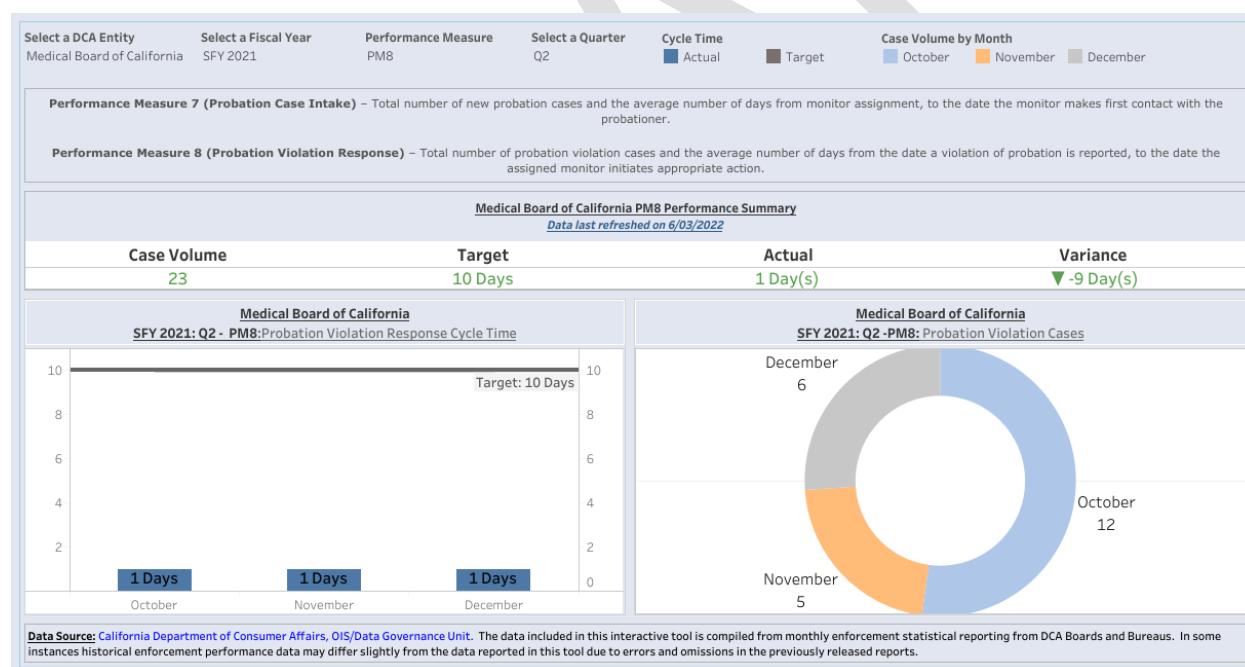 Select a DCA Entity Select a Fiscal Year Performance Measure Select a Quarter Cycle Time Case Volume by Month
Medical Board of California SFY 2021 PM8 Q2 Actual Target October November December
Performance Measure 7 (Probation Case Intake) – Total number of new probation cases and the average number of days from monitor assignment, to the date the monitor makes first contact with the
probationer.
Performance Measure 8 (Probation Violation Response) – Total number of probation violation cases and the average number of days from the date a violation of probation is reported, to the date the
assigned monitor initiates appropriate action.
Medical Board of California PM8 Performance Summary
Data last refreshed on 6/03/2022
Case Volume Target Actual Variance
23 10 Days 1 Day(s) ▼ -9 Day(s)
Medical Board of California
SFY 2021: Q2 - PM8:Probation Violation Response Cycle Time
10 10
Target: 10 Days
8 8
6 6
4 4
2 2
1 Days 1 Days 1 Days 0
October November December
Medical Board of California
SFY 2021: Q2 -PM8: Probation Violation Cases
December
6
October
12
November
5
Data Source: California Department of Consumer Affairs, OIS/Data Governance Unit. The data included in this interactive tool is compiled from monthly enforcement statistical reporting from DCA Boards and Bureaus. In some
instances historical enforcement performance data may differ slightly from the data reported in this tool due to errors and omissions in the previously released reports.